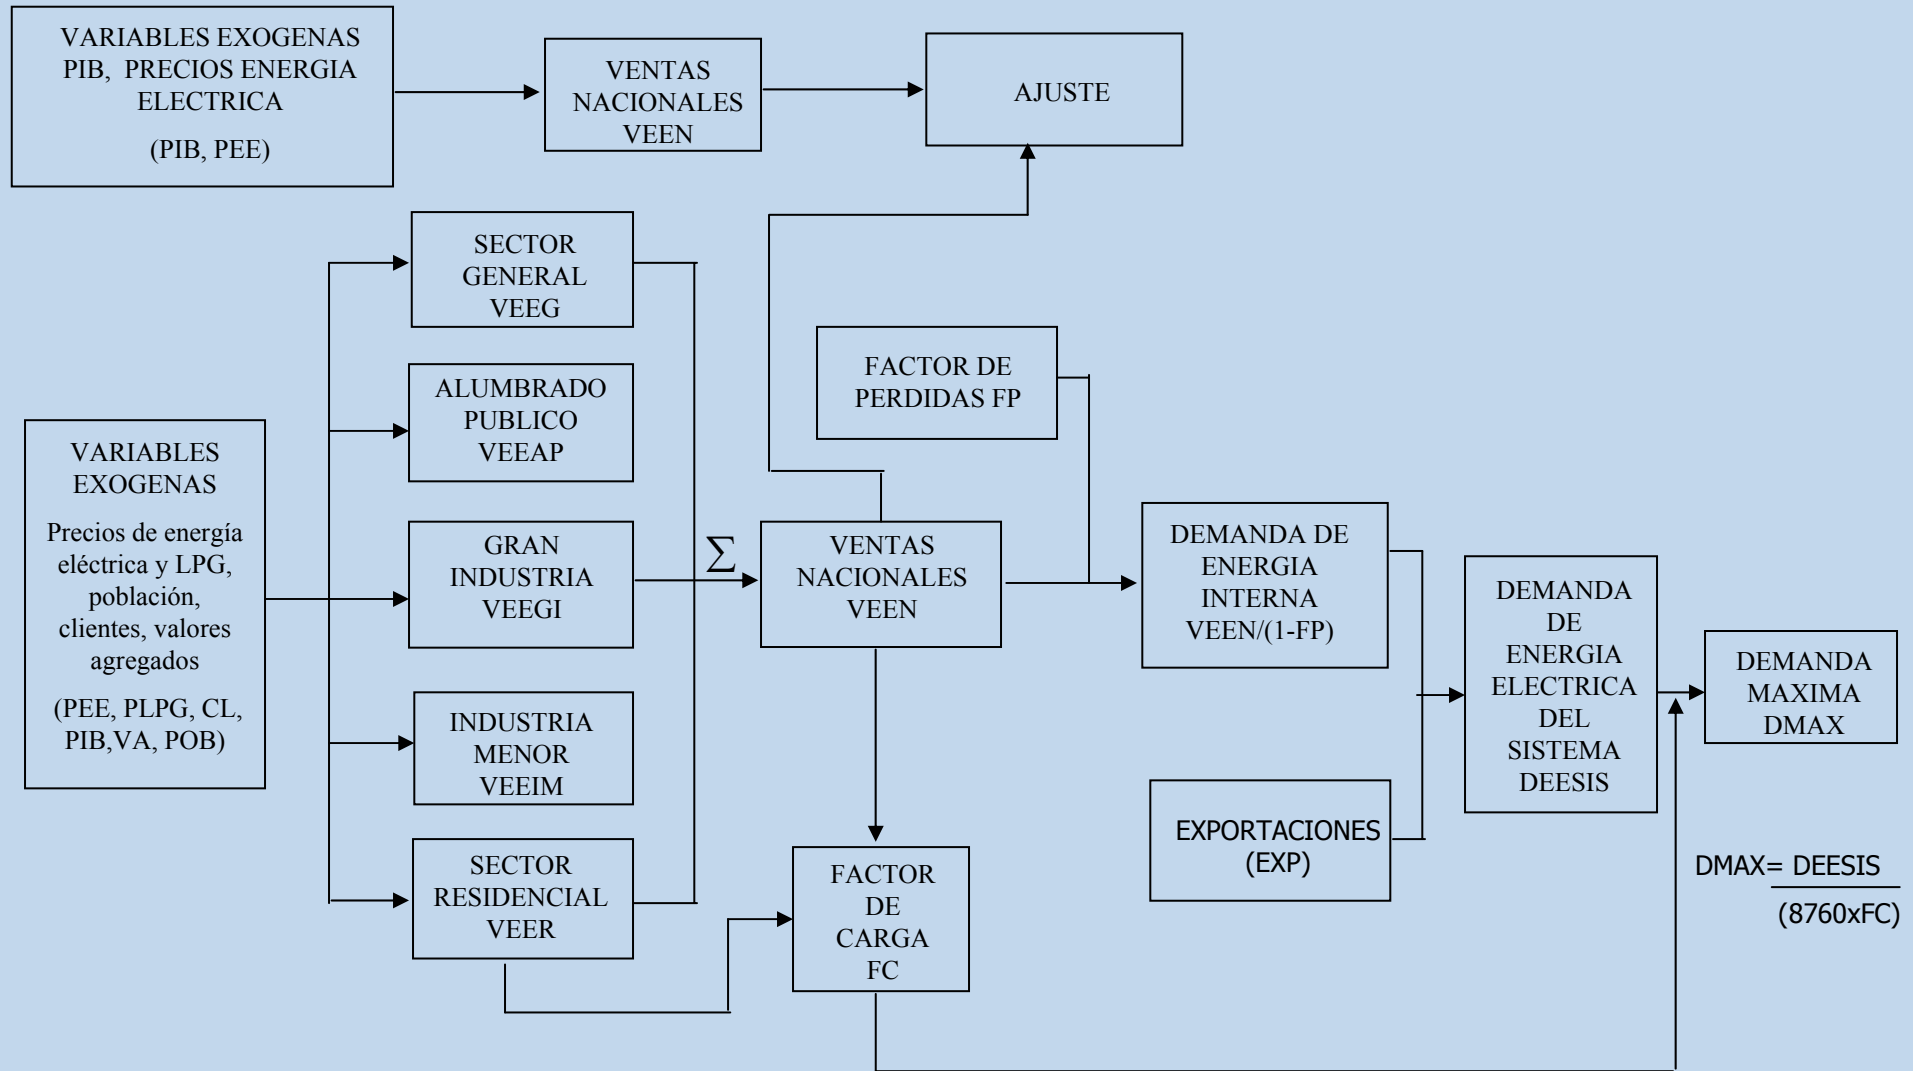 VARIABLES EXOGENAS
PIB,  PRECIOS ENERGIA
ELECTRICA
(PIB, PEE)
VENTAS
NACIONALES
VEEN
AJUSTE
SECTOR
GENERAL
VEEG
ALUMBRADO
PUBLICO
VEEAP
GRAN
INDUSTRIA
VEEGI
INDUSTRIA
MENOR
VEEIM
SECTOR
RESIDENCIAL
VEER
VARIABLES
EXOGENAS
Precios de energía
eléctrica y LPG,
población,
clientes, valores
agregados
(PEE, PLPG, CL,
PIB,VA, POB)
∑
VENTAS
NACIONALES
VEEN
FACTOR DE
PERDIDAS FP
FACTOR
DE
CARGA
FC
DEMANDA DE
ENERGIA
INTERNA
VEEN/(1-FP)
EXPORTACIONES
(EXP)
DEMANDA
DE
ENERGIA
ELECTRICA
DEL
SISTEMA
DEESIS
DEMANDA
MAXIMA
DMAX
DMAX= DEESIS
(8760xFC)